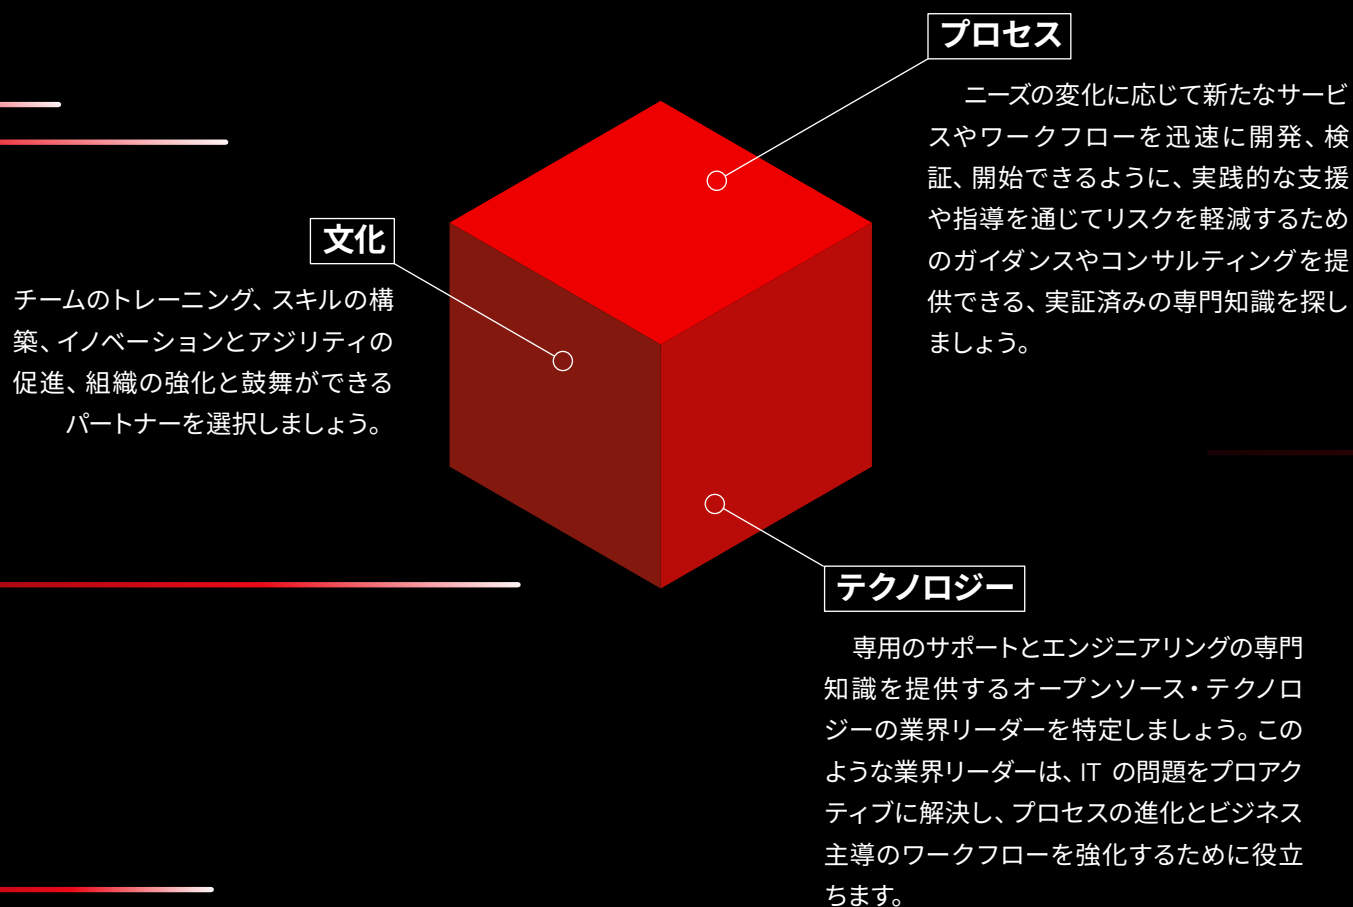 プロセス
ニーズの変化に応じて新たなサービ
スやワークフローを迅速に開発、検
証、開始できるように、実践的な支援
や指導を通じてリスクを軽減するため
のガイダンスやコンサルティングを提
供できる、実証済みの専門知識を探し
ましょう。
文化
チームのトレーニング、スキルの構
築、イノベーションとアジリティの
促進、組織の強化と鼓舞ができる
パートナーを選択しましょう。
テクノロジー
専用のサポートとエンジニアリングの専門
知識を提供するオープンソース・テクノロ
ジーの業界リーダーを特定しましょう。この
ような業界リーダーは、IT の問題をプロアク
ティブに解決し、プロセスの進化とビジネス
主導のワークフローを強化するために役立
ちます。